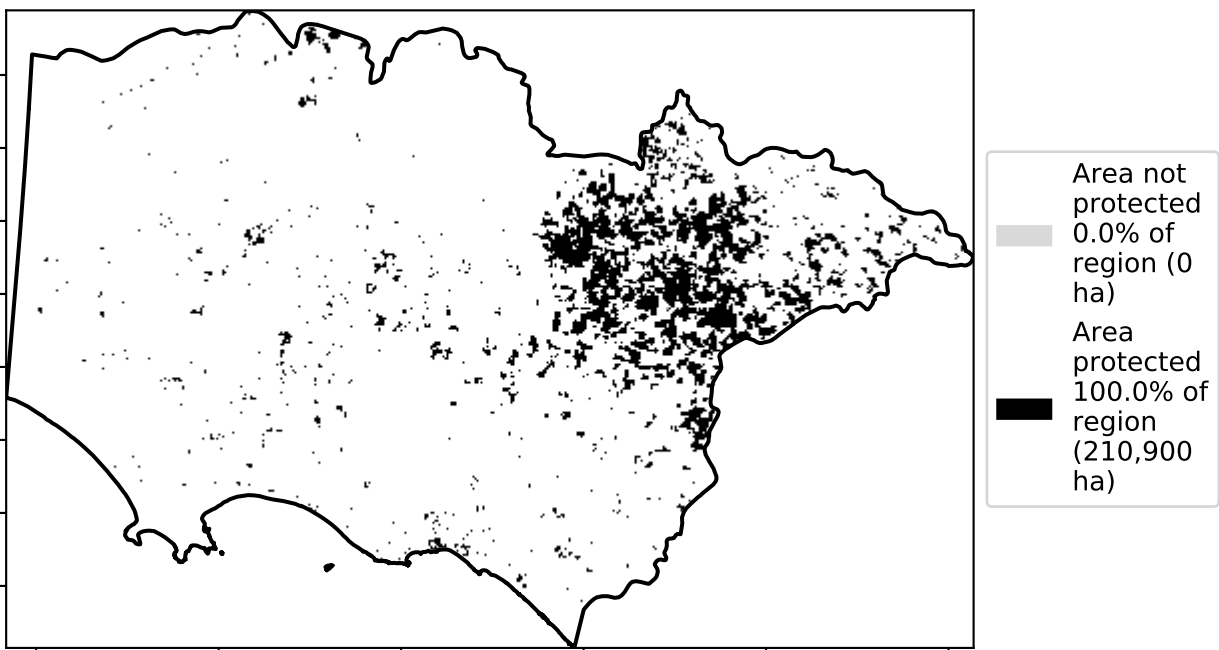 Area not
protected
0.0% of
region (0
ha)
Area
protected
100.0% of
region
(210,900
ha)